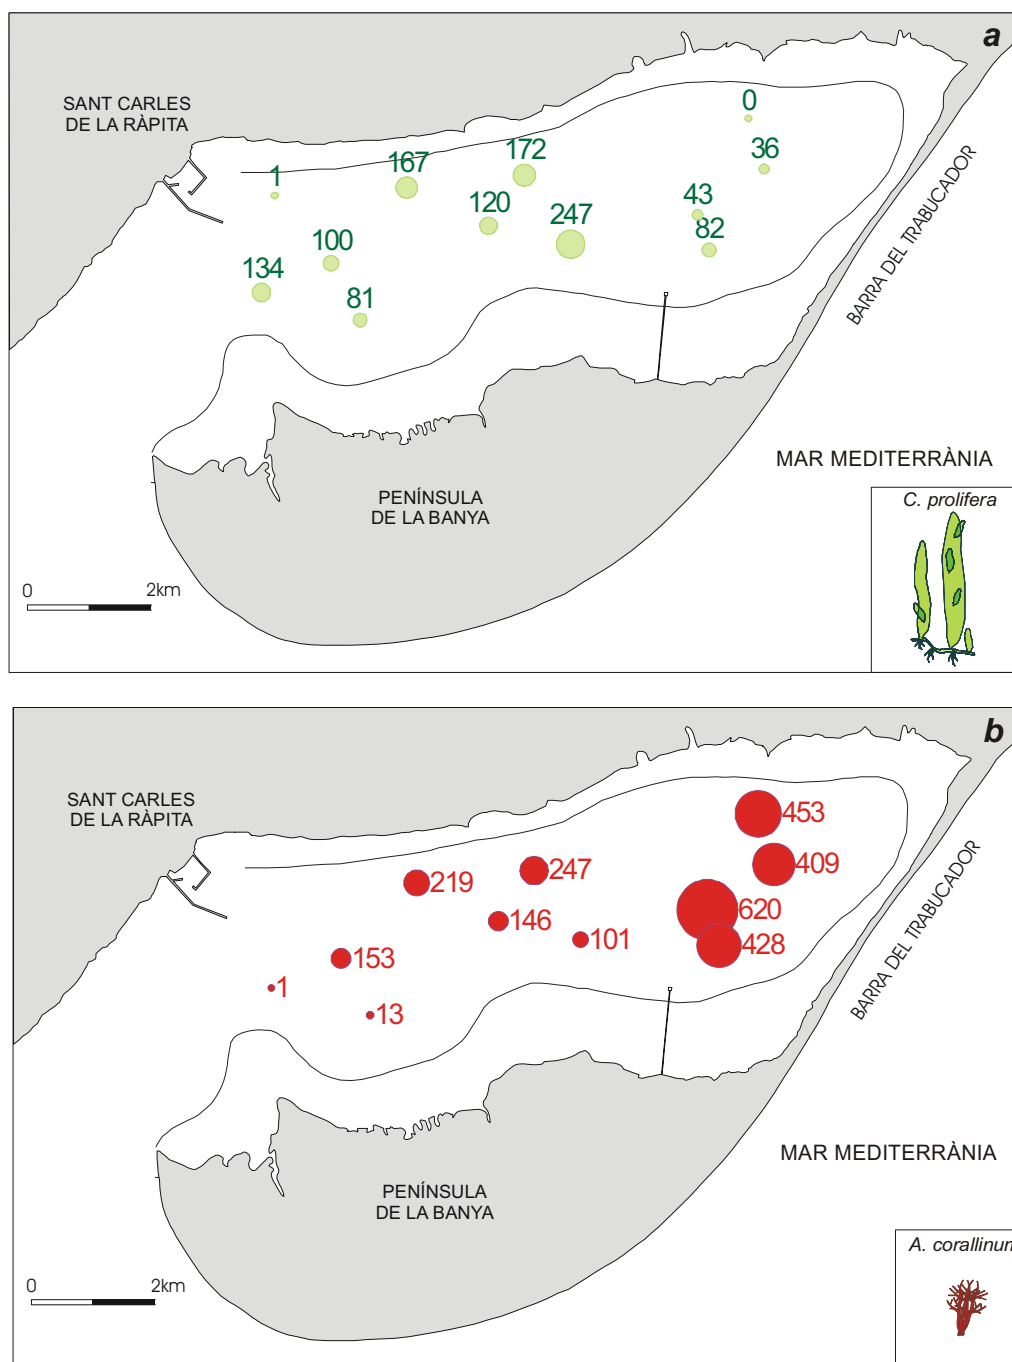 a
SANT CARLES
DE LA RÀPITA
0
36
172
167
1
43
120
247
82
100
134
81
BARRA DEL TRABUCADOR
MAR MEDITERRÀNIA
PENÍNSULA
DE LA BANYA
C. prolifera
0 2km
b
SANT CARLES
DE LA RÀPITA
453
409
247
219
620
146
101
428
153
1
13
BARRA DEL TRABUCADOR
MAR MEDITERRÀNIA
PENÍNSULA
DE LA BANYA
A. corallinum
0 2km